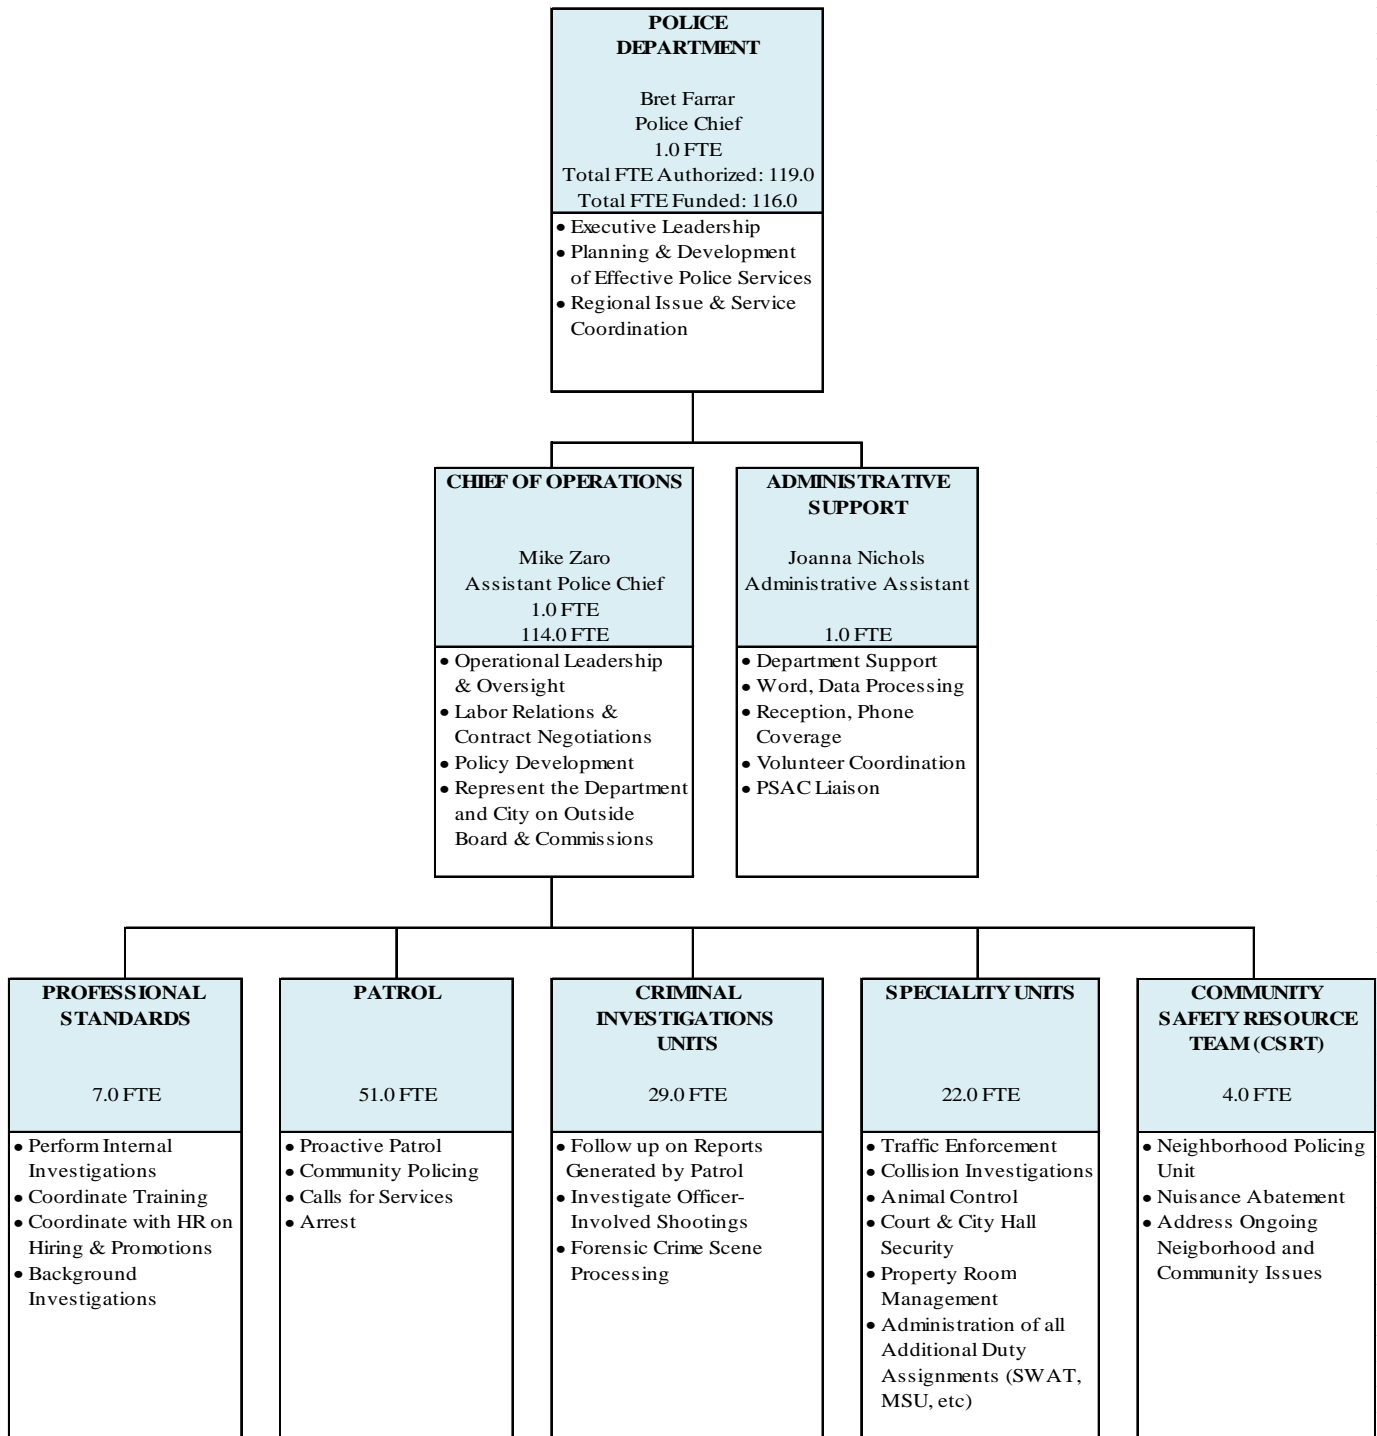 POLICE
DEPARTMENT
Bret Farrar
Police Chief
1.0 FTE
Total FTE Authorized: 119.0
Total FTE Funded: 116.0
• Executive Leadership
• Planning & Development
of Effective Police Services
• Regional Issue & Service
Coordination
CHIEF OF OPERATIONS
Mike Zaro
Assistant Police Chief
1.0 FTE
114.0 FTE
• Operational Leadership
& Oversight
• Labor Relations &
Contract Negotiations
• Policy Development
• Represent the Department
and City on Outside
Board & Commissions
ADMINISTRATIVE
SUPPORT
Joanna Nichols
Administrative Assistant
1.0 FTE
• Department Support
• Word, Data Processing
• Reception, Phone
Coverage
• Volunteer Coordination
• PSAC Liaison
PROFESSIONAL
STANDARDS
7.0 FTE
• Perform Internal
Investigations
• Coordinate Training
• Coordinate with HR on
Hiring & Promotions
• Background
Investigations
PATROL
51.0 FTE
• Proactive Patrol
• Community Policing
• Calls for Services
• Arrest
CRIMINAL
INVESTIGATIONS
UNITS
29.0 FTE
• Follow up on Reports
Generated by Patrol
• Investigate Officer-
Involved Shootings
• Forensic Crime Scene
Processing
SPECIALITY UNITS
22.0 FTE
• Traffic Enforcement
• Collision Investigations
• Animal Control
• Court & City Hall
Security
• Property Room
Management
• Administration of all
Additional Duty
Assignments (SWAT,
MSU, etc)
COMMUNITY
SAFETY RESOURCE
TEAM (CSRT)
4.0 FTE
• Neighborhood Policing
Unit
• Nuisance Abatement
• Address Ongoing
Neigborhood and
Community Issues